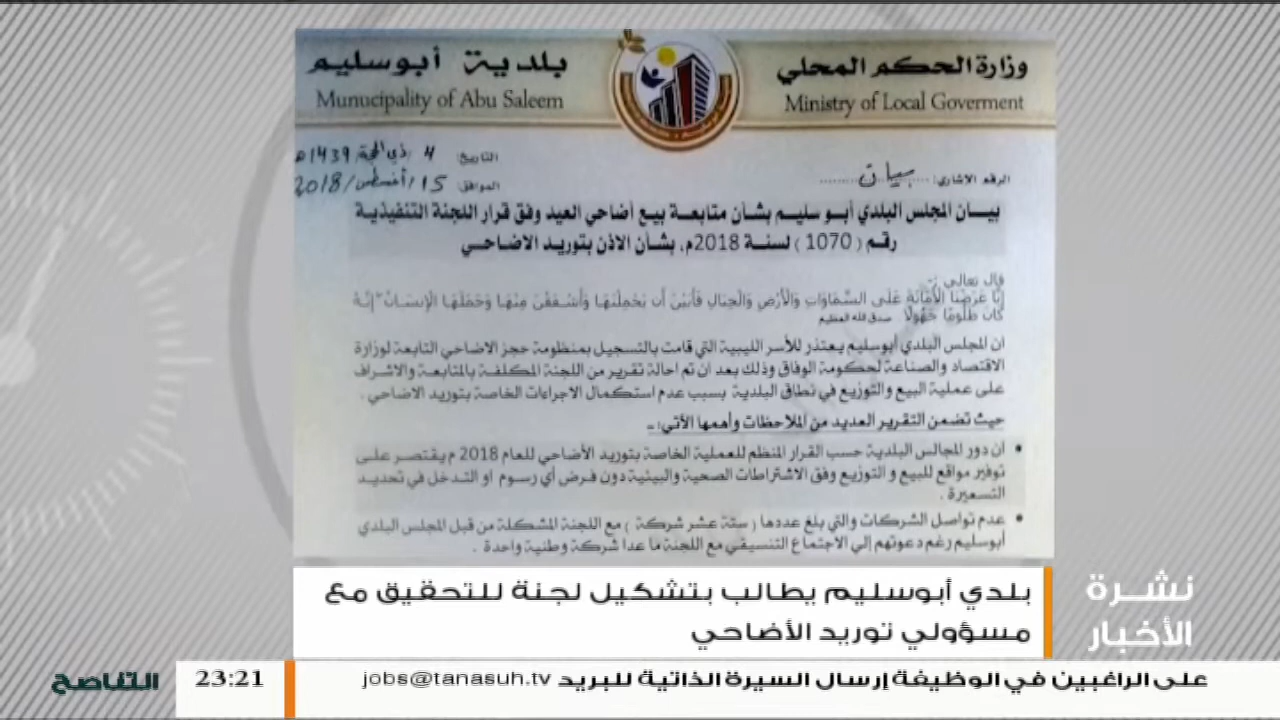 وزارة الحكم المحلي
بلدية أبوسليم
Ministry of Local Goverment
Munucipality of Abu Saleem
الرقم الاشاري: بيان
التاريخ: 4 / ذي الحجة / 1439 هـ
الموافق: 15 / أغسطس / 2018
بيان المجلس البلدي أبو سليم بشأن متابعة بيع أضاحي العيد وفق قرار اللجنة التنفيذية
رقم ( 1070 ) لسنة 2018م، بشأن الاذن بتوريد الاضاحي
قال تعالى :-
إِنَّا عَرَضْنَا الْأَمَانَةَ عَلَى السَّمَاوَاتِ وَالْأَرْضِ وَالْجِبَالِ فَأَبَيْنَ أَن يَحْمِلْنَهَا وَأَشْفَقْنَ مِنْهَا وَحَمَلَهَا الْإِنسَانُ إِنَّهُ
كَانَ ظَلُومًا جَهُولًا صدق الله العظيم
أن المجلس البلدي أبوسليم يعتذر للأسر الليبية التي قامت بالتسجيل بمنظومة حجز الاضاحي التابعة لوزارة
الاقتصاد والصناعة لحكومة الوفاق وذلك بعد ان تم احالة تقرير من اللجنة المكلفة بالمتابعة والاشراف
على عملية البيع والتوزيع في نطاق البلدية بسبب عدم استكمال الاجراءات الخاصة بتوريد الاضاحي .
حيث تضمن التقرير العديد من الملاحظات وأهمها الأتي:ـ
• أن دور المجالس البلدية حسب القرار المنظم للعملية الخاصة بتوريد الأضاحي للعام 2018 م يقتصر على
توفير مواقع للبيع و التوزيع وفق الاشتراطات الصحية والبيئية دون فرض أي رسوم او التدخل في تحديد
التسعيرة .
• عدم تواصل الشركات والتي بلغ عددها ( ستة عشر شركة ) مع اللجنة المشكلة من قبل المجلس البلدي
أبوسليم رغم دعوتهم إلي الاجتماع التنسيقي مع اللجنة ما عدا شركة وطنية واحدة .
نشرة
الأخبار
بلدي أبوسليم يطالب بتشكيل لجنة للتحقيق مع
مسؤولي توريد الأضاحي
على الراغبين في الوظيفة إرسال السيرة الذاتية للبريد jobs@tanasuh.tv
23:21
التناصح